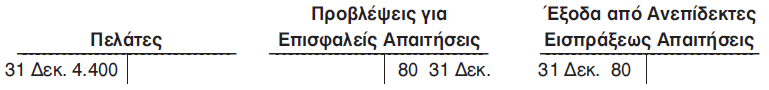 Πελάτες
31 Δεκ. 4.400
Προβλέψεις για
Επισφαλείς Απαιτήσεις
80 31 Δεκ.
Έξοδα από Ανεπίδεκτες
Εισπράξεως Απαιτήσεις
31 Δεκ. 80